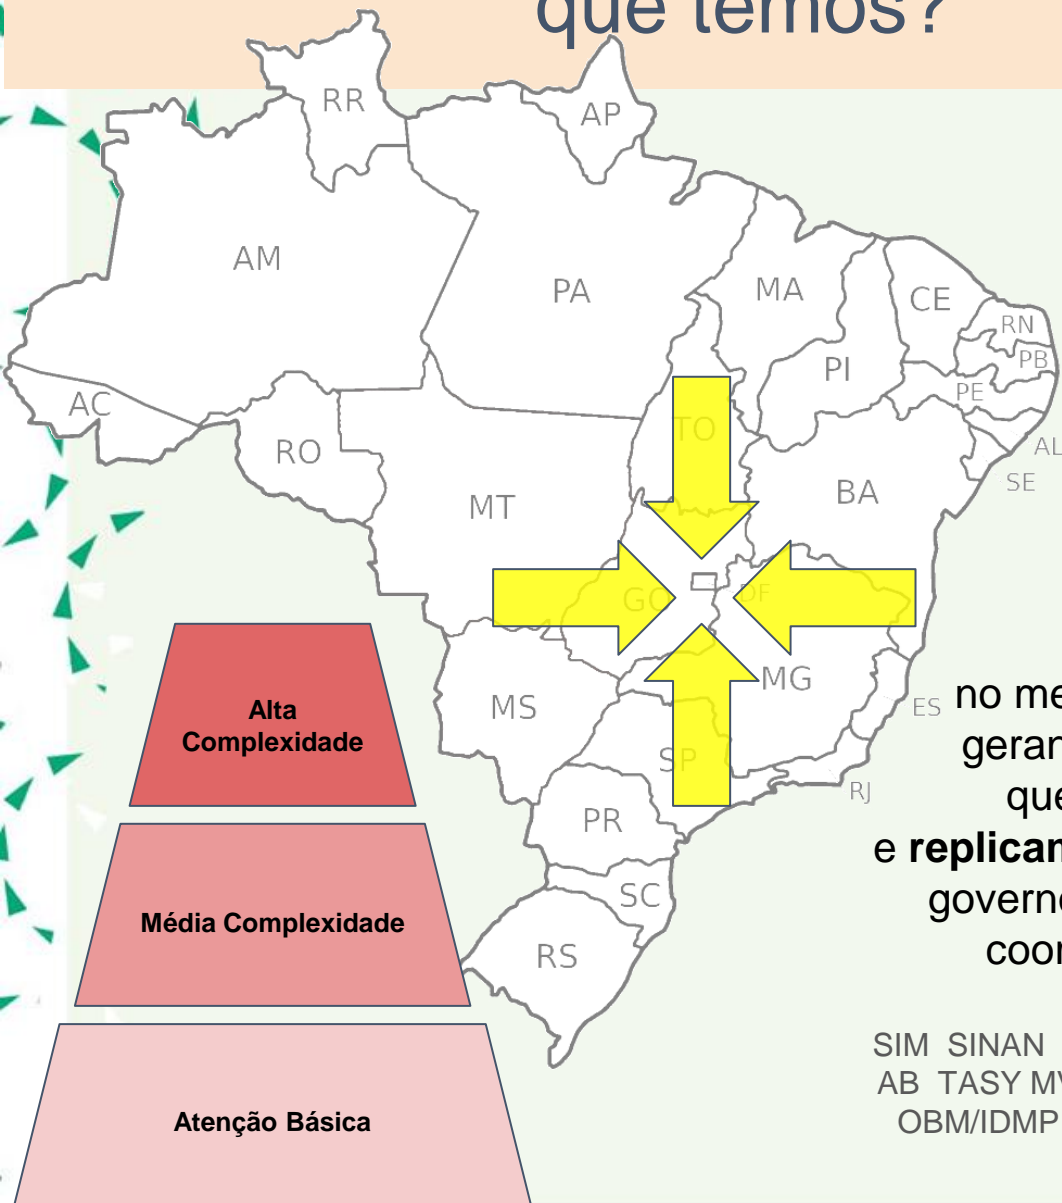 que temos?
RR
AP
AM
PA
MA
CE
RN
PB
PI
PE
AC
TO
AL
RO
SE
BA
MT
GO
DF
MG
MS
ES
SP
RJ
PR
SC
RS
Alta
Complexidade
Média Complexidade
Atenção Básica
no me
geran
que
e replican
governo
coor
SIM SINAN
AB TASY MV
OBM/IDMP